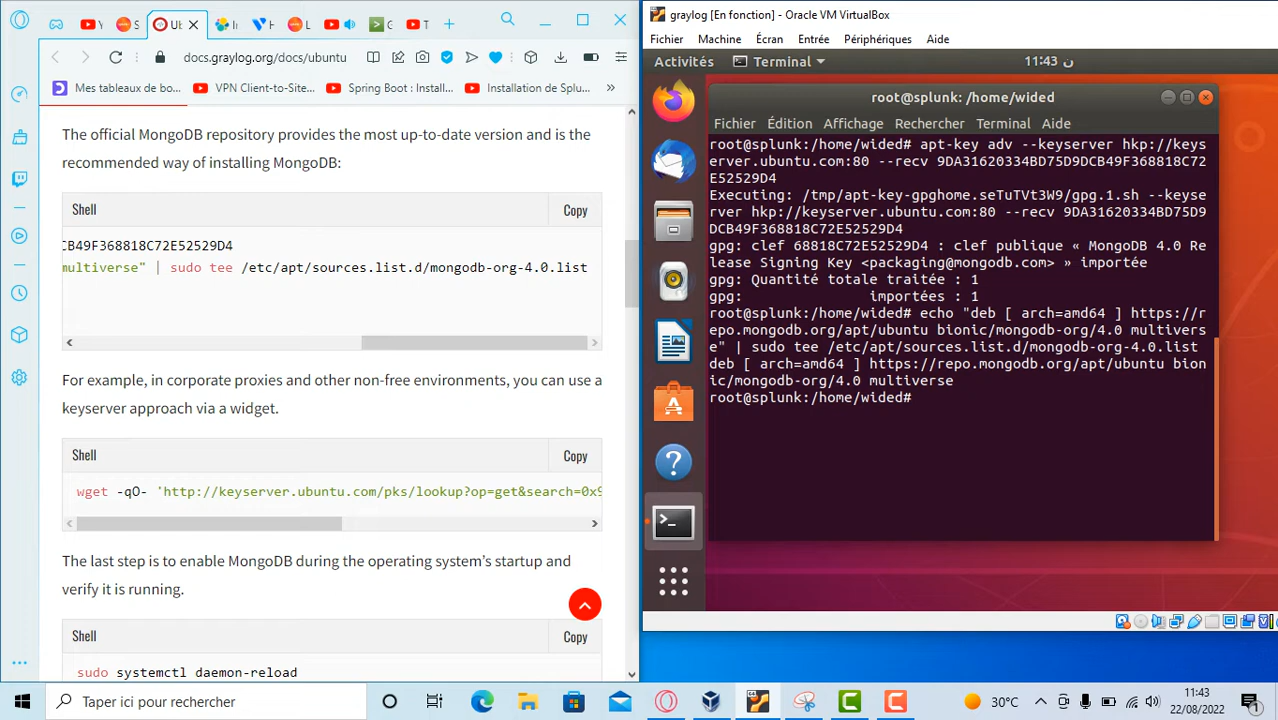 S
Ub
In
H
L
G
T
docs.graylog.org/docs/ubuntu
Mes tableaux de bo...
VPN Client-to-Site...
Spring Boot : Install...
Installation de Splu...
»
The official MongoDB repository provides the most up-to-date version and is the
recommended way of installing MongoDB:
Shell
Copy
CB49F368818C72E52529D4
multiverse" | sudo tee /etc/apt/sources.list.d/mongodb-org-4.0.list
For example, in corporate proxies and other non-free environments, you can use a
keyserver approach via a widget.
Shell
Copy
wget -qO- 'http://keyserver.ubuntu.com/pks/lookup?op=get&search=0x9
The last step is to enable MongoDB during the operating system's startup and
verify it is running.
Shell
Copy
sudo systemctl daemon-reload
graylog [En fonction] - Oracle VM VirtualBox
Fichier Machine Écran Entrée Périphériques Aide
Activités
Terminal
11:43 ن
root@splunk: /home/wided
Fichier Édition Affichage Rechercher Terminal Aide
root@splunk:/home/wided# apt-key adv --keyserver hkp://keys
erver.ubuntu.com:80 --recv 9DA31620334BD75D9DCB49F368818C72
E52529D4
Executing: /tmp/apt-key-gpghome.seTuTVt3W9/gpg.1.sh --keyse
rver hkp://keyserver.ubuntu.com:80 --recv 9DA31620334BD75D9
DCB49F368818C72E52529D4
gpg: clef 68818C72E52529D4 : clef publique « MongoDB 4.0 Re
lease Signing Key <packaging@mongodb.com> » importée
gpg: Quantité totale traitée : 1
gpg: importées : 1
root@splunk:/home/wided# echo "deb [ arch=amd64 ] https://r
epo.mongodb.org/apt/ubuntu bionic/mongodb-org/4.0 multivers
e" | sudo tee /etc/apt/sources.list.d/mongodb-org-4.0.list
deb [ arch=amd64 ] https://repo.mongodb.org/apt/ubuntu bion
ic/mongodb-org/4.0 multiverse
root@splunk:/home/wided#
Taper ici pour rechercher
30°C
11:43
22/08/2022
1